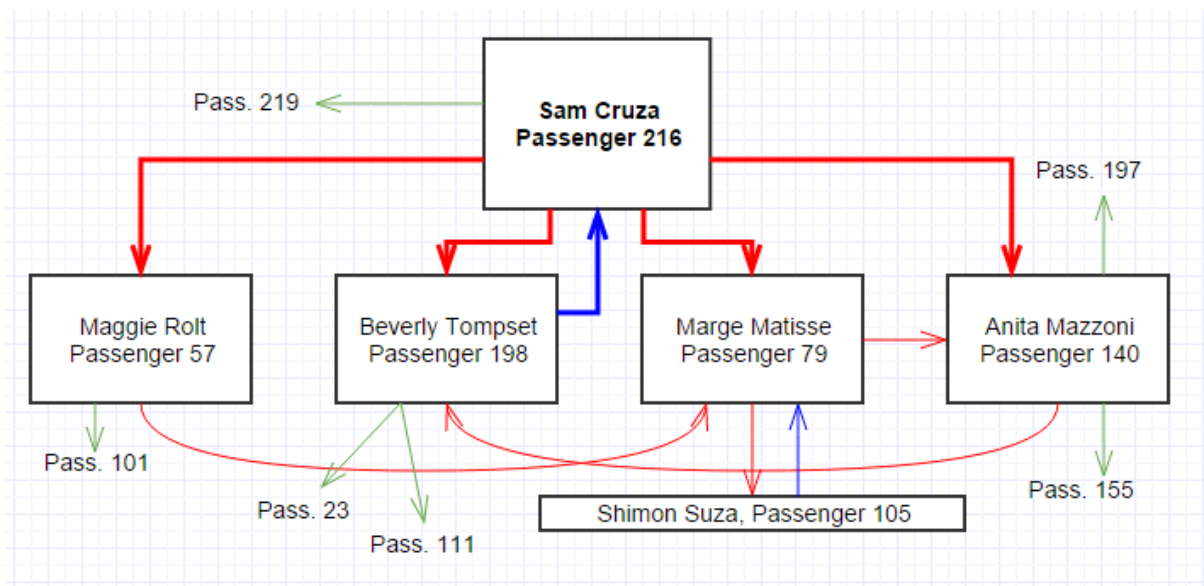 Pass. 219
Sam Cruza
Passenger 216
Pass. 197
Maggie Rolt
Passenger 57
Beverly Tompset
Passenger 198
Marge Matisse
Passenger 79
Anita Mazzoni
Passenger 140
Pass. 101
Pass. 23
Pass. 111
Shimon Suza, Passenger 105
Pass. 155